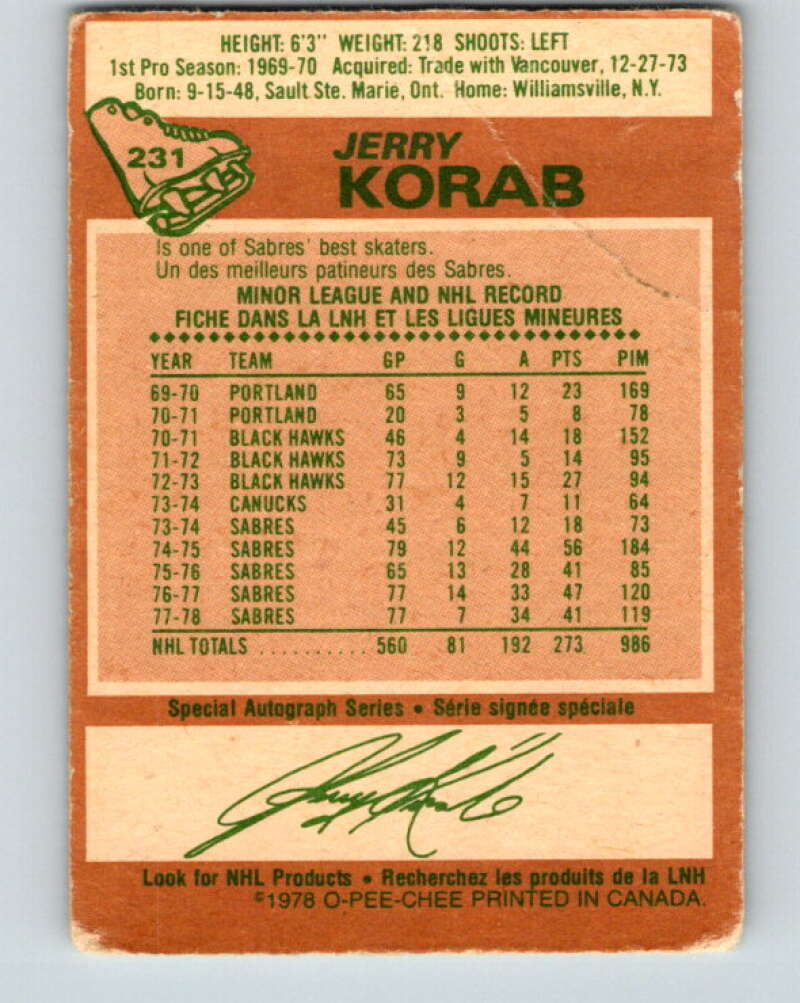 HEIGHT: 6'3" WEIGHT: 218 SHOOTS: LEFT
1st Pro Season: 1969-70 Acquired: Trade with Vancouver, 12-27-73
Born: 9-15-48, Sault Ste. Marie, Ont. Home: Williamsville, N.Y.
231
JERRY
KORAB
Is one of Sabres' best skaters.
Un des meilleurs patineurs des Sabres.
MINOR LEAGUE AND NHL RECORD
FICHE DANS LA LNH ET LES LIGUES MINEURES
YEAR TEAM GP G A PTS PIM
69-70 PORTLAND 65 9 12 23 169
70-71 PORTLAND 20 3 5 8 78
70-71 BLACK HAWKS 46 4 14 18 152
71-72 BLACK HAWKS 73 9 5 14 95
72-73 BLACK HAWKS 77 12 15 27 94
73-74 CANUCKS 31 4 7 11 64
73-74 SABRES 45 6 12 18 73
74-75 SABRES 79 12 44 56 184
75-76 SABRES 65 13 28 41 85
76-77 SABRES 77 14 33 47 120
77-78 SABRES 77 7 34 41 119
NHL TOTALS .......... 560 81 192 273 986
Special Autograph Series • Série signée spéciale
Jerry Korab
Look for NHL Products • Recherchez les produits de la LNH
©1978 O-PEE-CHEE PRINTED IN CANADA.